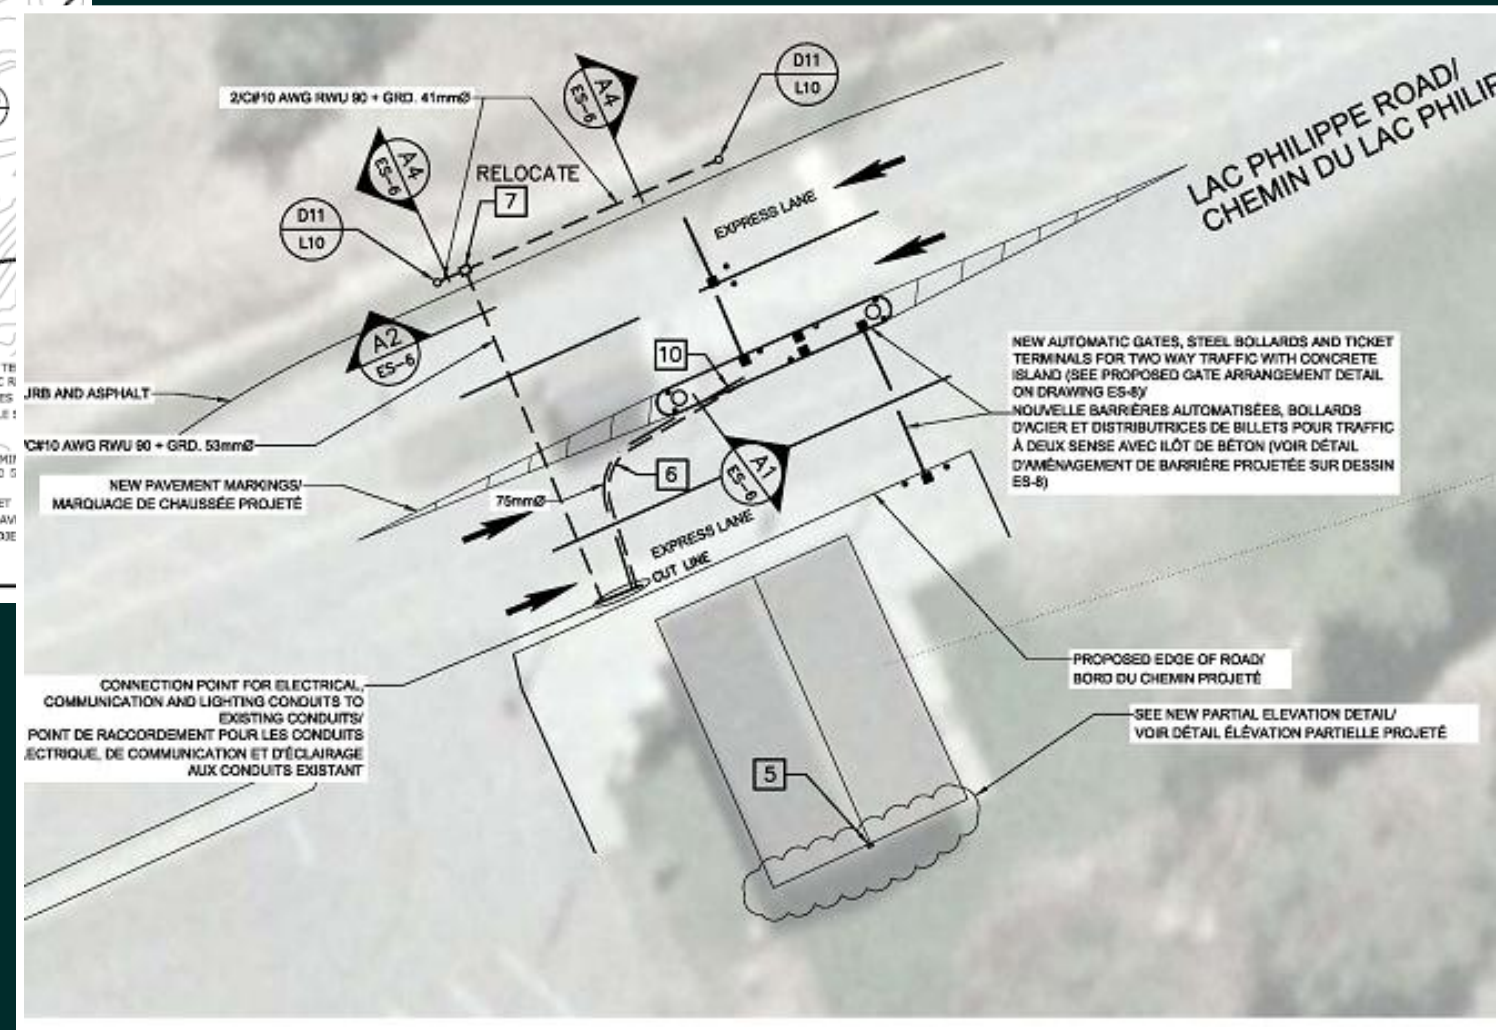 D11
L10
2/C#10 AWG RWU 90 + GRD. 41mmØ
A4
ES-6
A4
ES-6
RELOCATE
7
D11
L10
EXPRESS LANE
LAC PHILIPPE ROAD/
CHEMIN DU LAC PHILIP
A2
ES-6
10
NEW AUTOMATIC GATES, STEEL BOLLARDS AND TICKET
TERMINALS FOR TWO WAY TRAFFIC WITH CONCRETE
ISLAND (SEE PROPOSED GATE ARRANGEMENT DETAIL
ON DRAWING ES-8)/
NOUVELLE BARRIÈRES AUTOMATISÉES, BOLLARDS
D'ACIER ET DISTRIBUTRICES DE BILLETS POUR TRAFFIC
À DEUX SENSE AVEC ILÔT DE BÉTON (VOIR DÉTAIL
D'AMÉNAGEMENT DE BARRIÈRE PROJETÉE SUR DESSIN
ES-8)
URB AND ASPHALT
/C#10 AWG RWU 90 + GRD. 53mmØ
A1
ES-6
6
NEW PAVEMENT MARKINGS/
MARQUAGE DE CHAUSSÉE PROJETÉ
75mmØ
EXPRESS LANE
CUT LINE
PROPOSED EDGE OF ROAD/
BORD DU CHEMIN PROJETÉ
CONNECTION POINT FOR ELECTRICAL,
COMMUNICATION AND LIGHTING CONDUITS TO
EXISTING CONDUITS/
POINT DE RACCORDEMENT POUR LES CONDUITS
ECTRIQUE, DE COMMUNICATION ET D'ÉCLAIRAGE
AUX CONDUITS EXISTANT
SEE NEW PARTIAL ELEVATION DETAIL/
VOIR DÉTAIL ÉLÉVATION PARTIELLE PROJETÉ
5